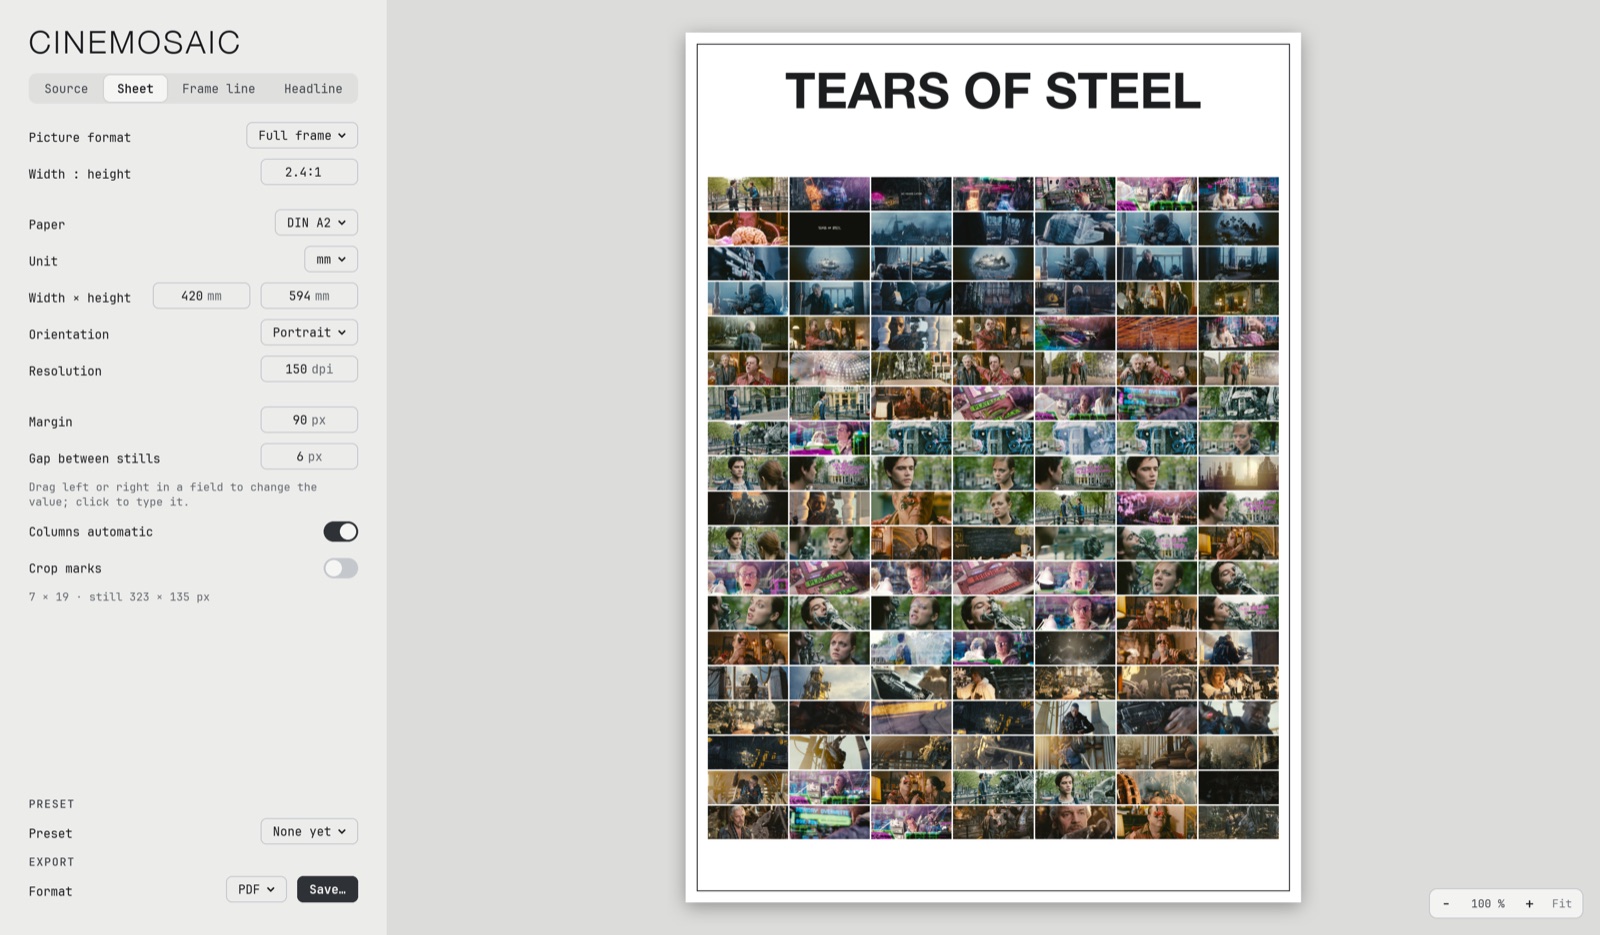 CINEMOSAIC
Source Sheet Frame line Headline
Picture format Full frame
Width : height 2.4:1
Paper DIN A2
Unit mm
Width × height 420 mm 594 mm
Orientation Portrait
Resolution 150 dpi
Margin 90 px
Gap between stills 6 px
Drag left or right in a field to change the
value; click to type it.
Columns automatic
Crop marks
7 × 19 · still 323 × 135 px
PRESET
Preset None yet
EXPORT
Format PDF Save…
TEARS OF STEEL
- 100 % + Fit